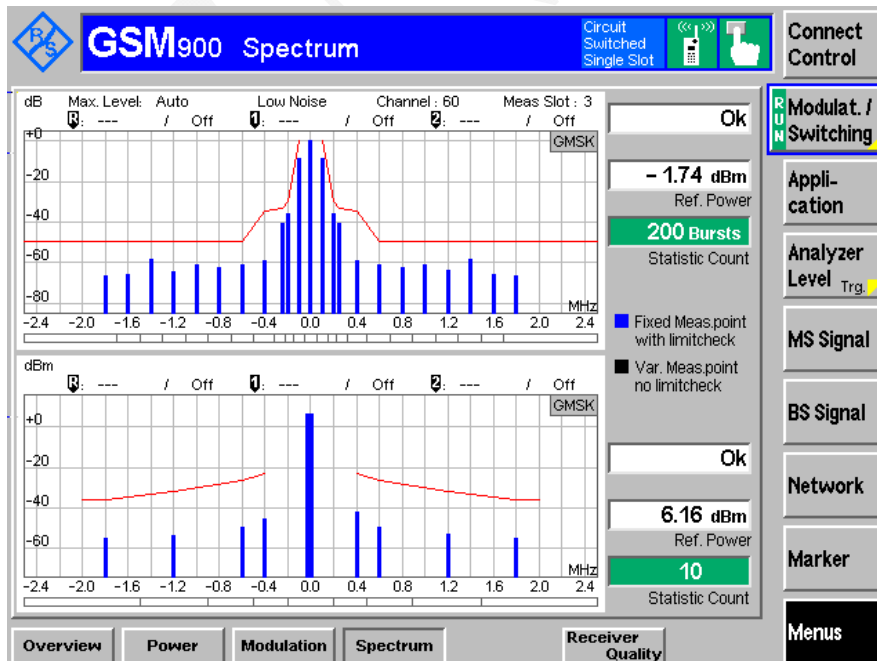 R&S
GSM900 Spectrum
Circuit
Switched
Single Slot
Connect
Control
dB Max. Level: Auto Low Noise Channel : 60 Meas Slot : 3
R: --- / Off 1: --- / Off 2: --- / Off
GMSK
+0
-20
-40
-60
-80
MHz
-2.4 -2.0 -1.6 -1.2 -0.8 -0.4 0.0 0.4 0.8 1.2 1.6 2.0 2.4
Ok
– 1.74 dBm
Ref. Power
200 Bursts
Statistic Count
Fixed Meas.point
with limitcheck
Var. Meas.point
no limitcheck
dBm
R: --- / Off 1: --- / Off 2: --- / Off
GMSK
+0
-20
-40
-60
MHz
-2.4 -2.0 -1.6 -1.2 -0.8 -0.4 0.0 0.4 0.8 1.2 1.6 2.0 2.4
Ok
6.16 dBm
Ref. Power
10
Statistic Count
RUN
Modulat. /
Switching
Appli-
cation
Analyzer
Level Trg.
MS Signal
BS Signal
Network
Marker
Menus
Overview Power Modulation Spectrum Receiver
Quality